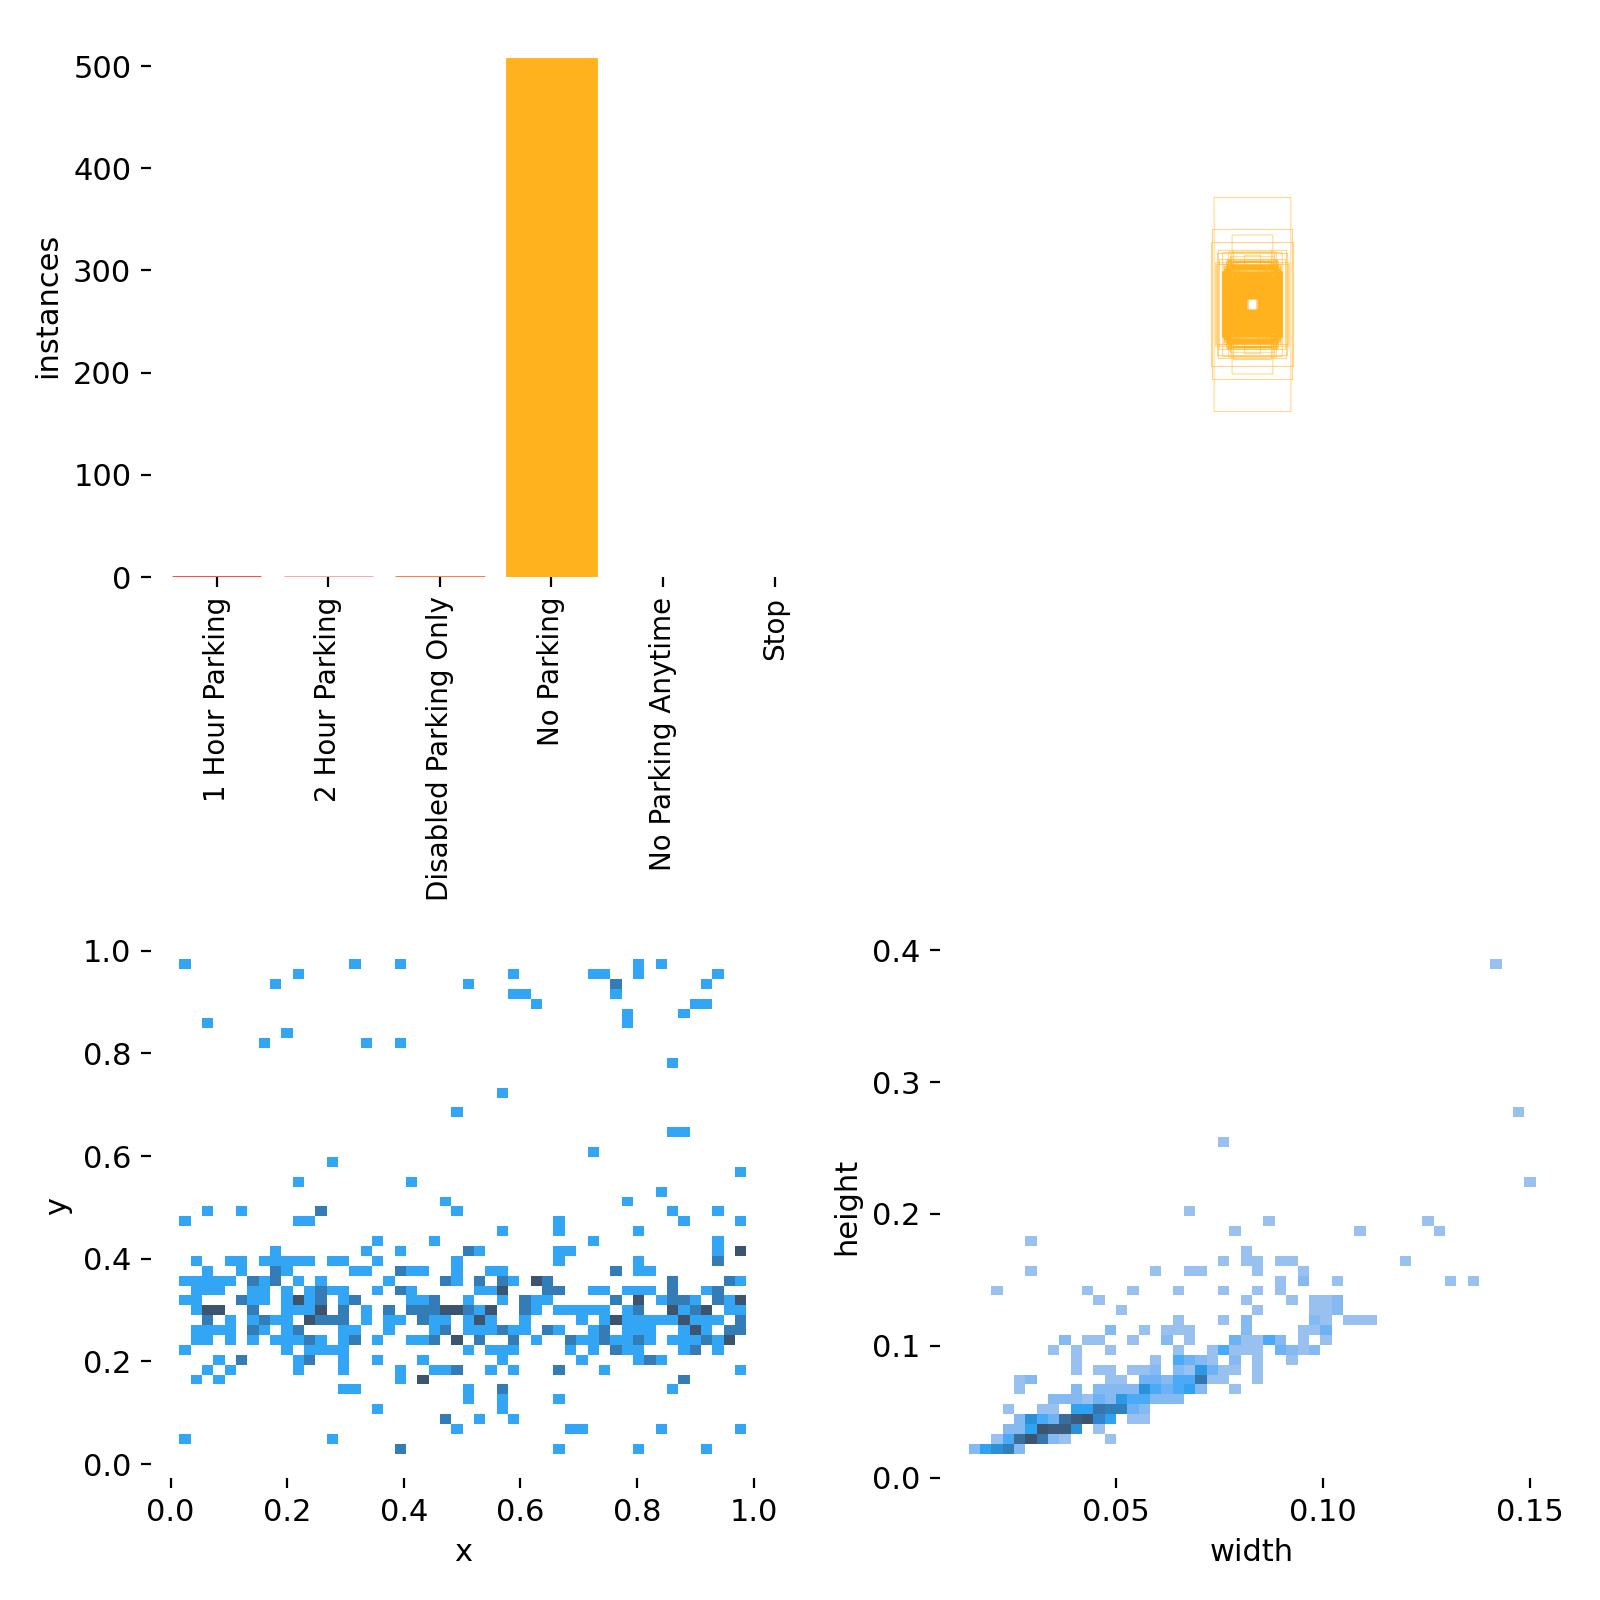 500
400
300
200
100
0
instances
1 Hour Parking
2 Hour Parking
Disabled Parking Only
No Parking
No Parking Anytime
Stop
1.0
0.8
0.6
0.4
0.2
0.0
y
0.0 0.2 0.4 0.6 0.8 1.0
x
0.4
0.3
0.2
0.1
0.0
height
0.05 0.10 0.15
width